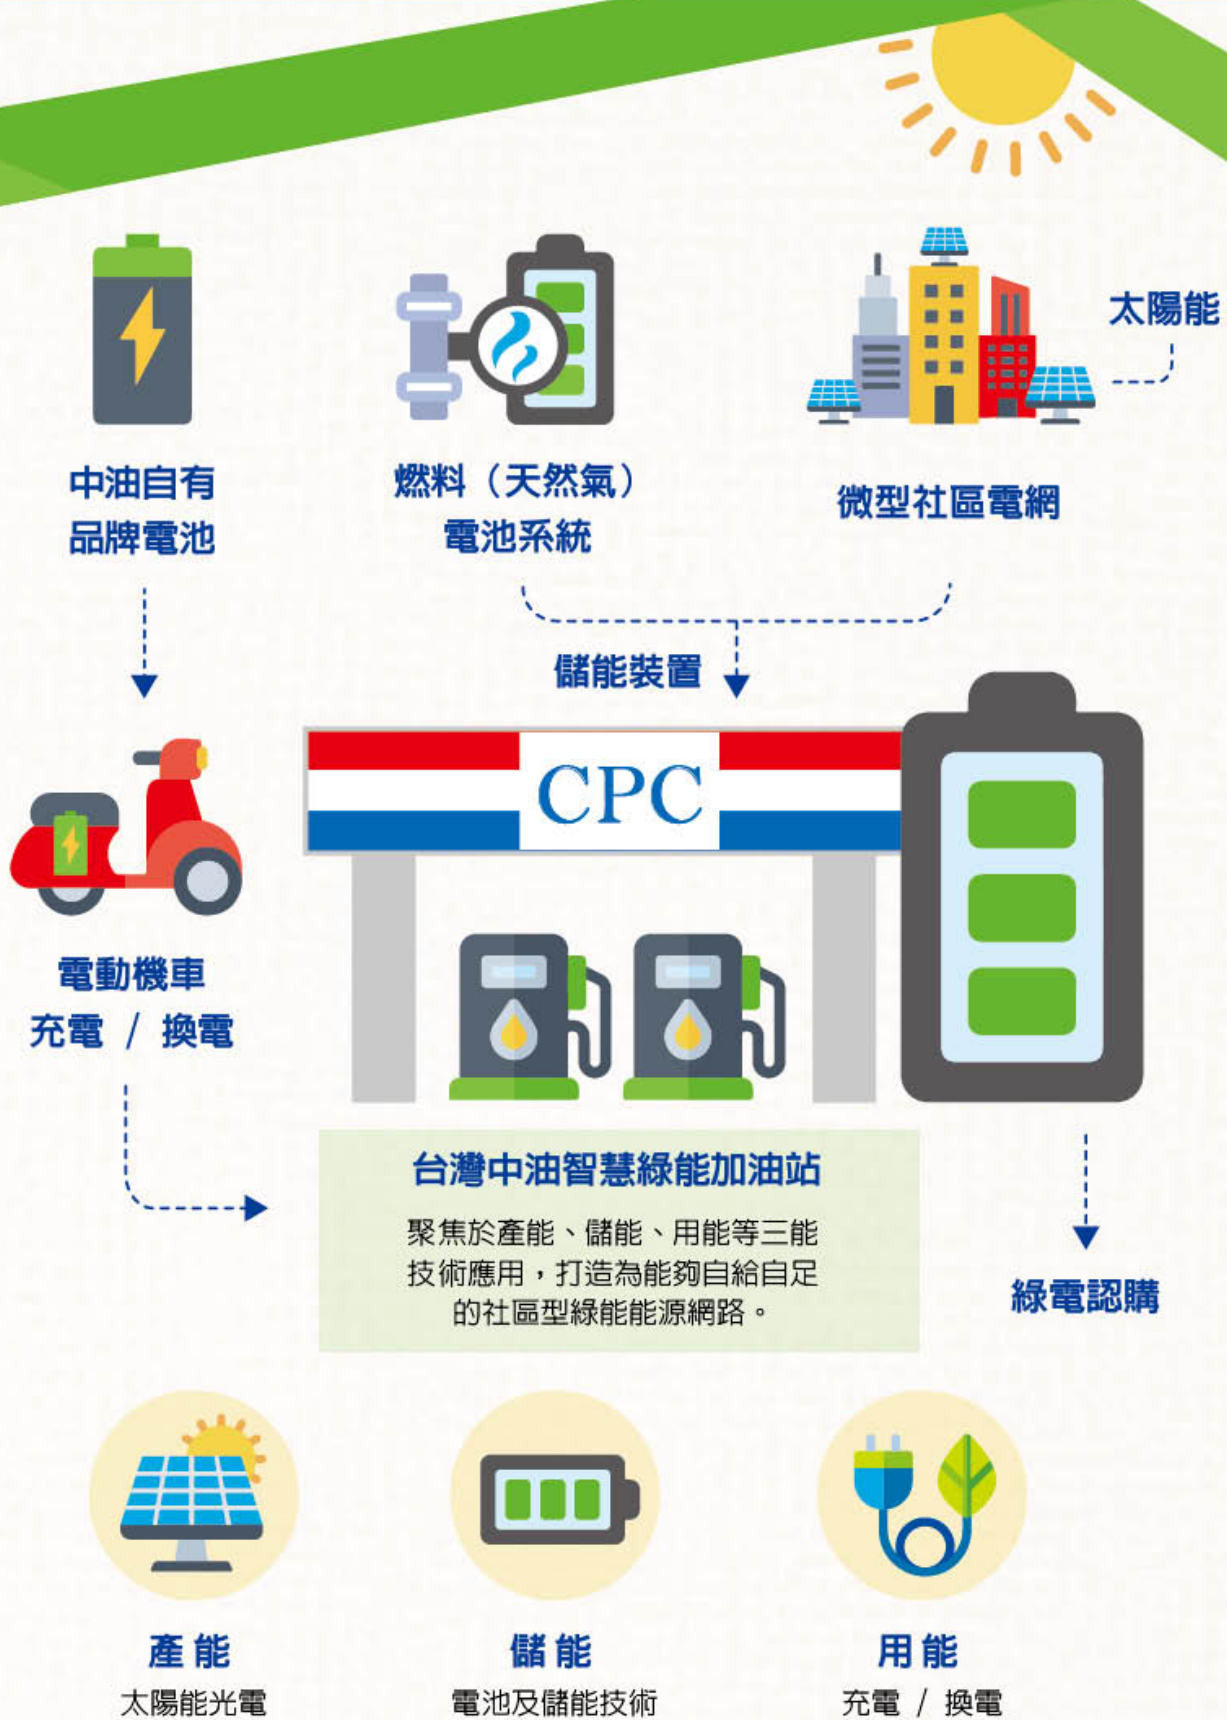 太陽能
中油自有
品牌電池
燃料（天然氣）
電池系統
微型社區電網
儲能裝置
CPC
電動機車
充電 / 換電
台灣中油智慧綠能加油站
聚焦於產能、儲能、用能等三能
技術應用，打造為能夠自給自足
的社區型綠能能源網路。
綠電認購
產能
太陽能光電
儲能
電池及儲能技術
用能
充電 / 換電